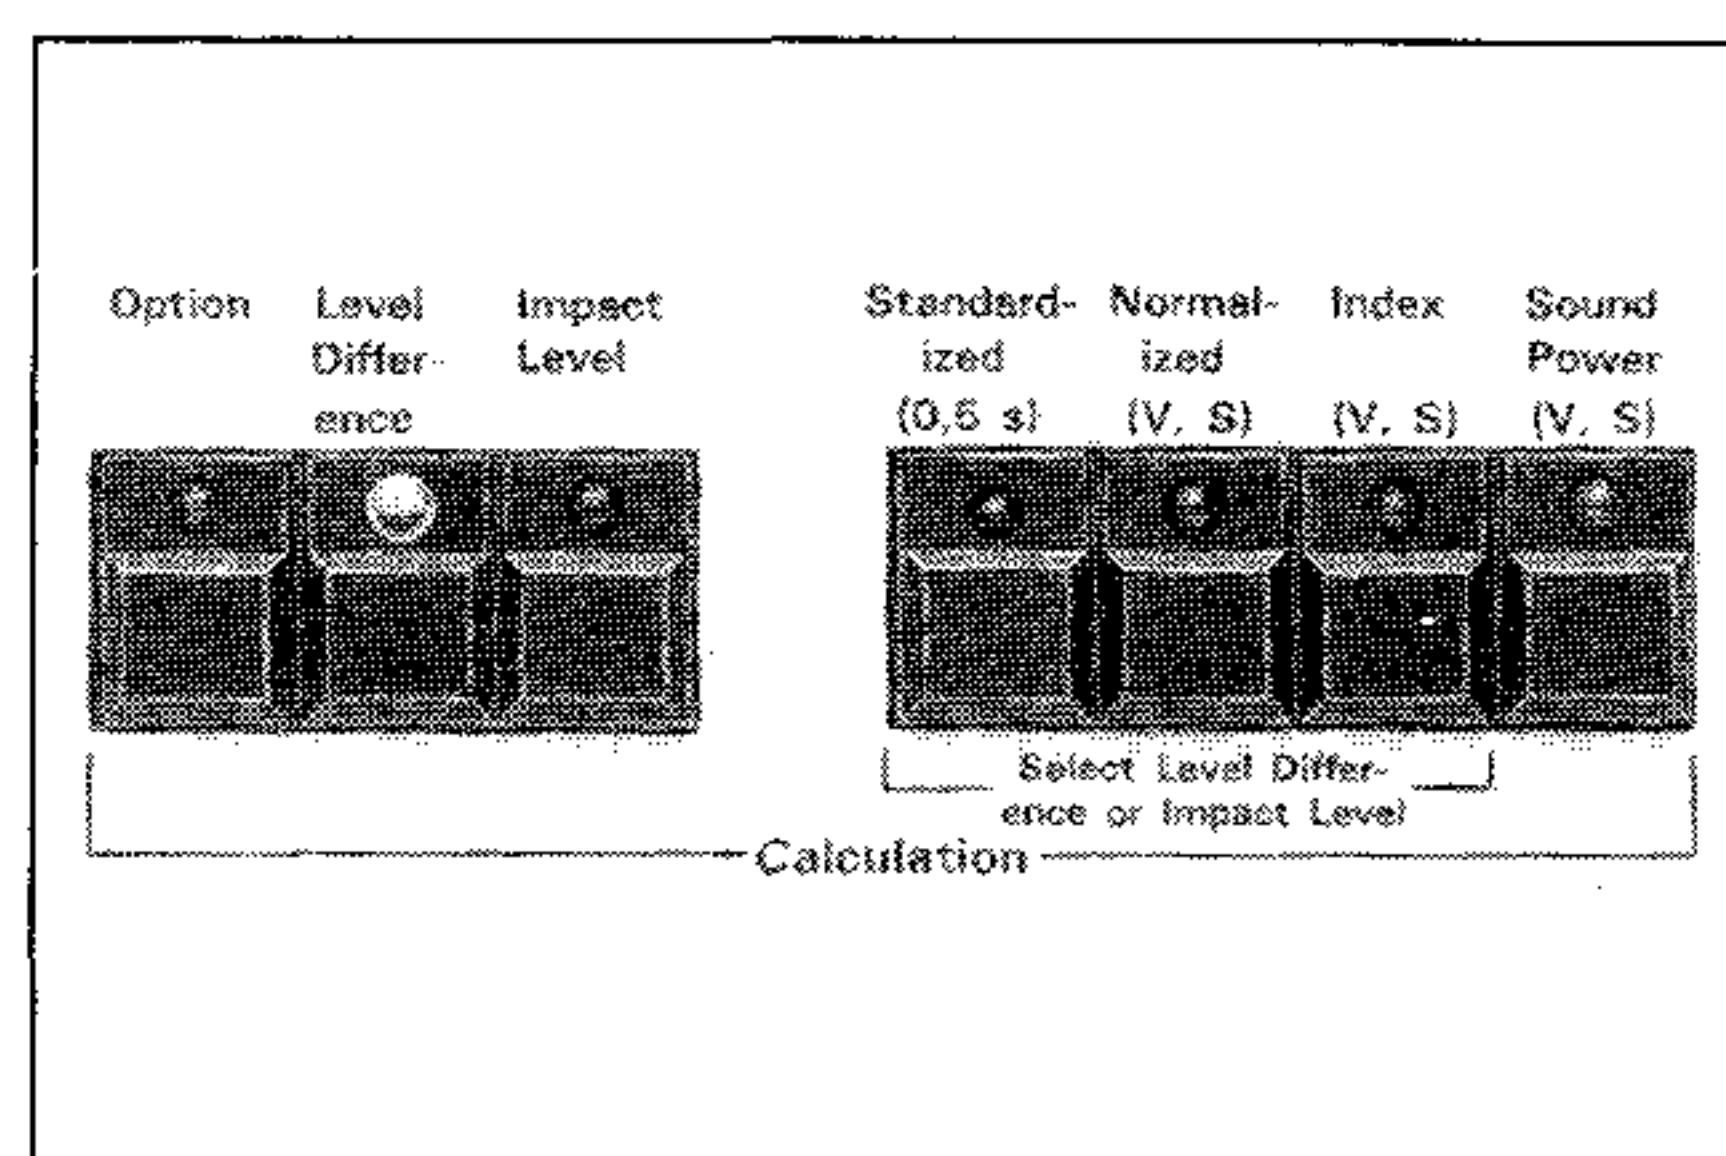 Option
Level
Differ-
ence
Impact
Level
Standard-
ized
(0,5 s)
Normal-
ized
(V, S)
Index
(V, S)
Sound
Power
(V, S)
Select Level Differ-
ence or Impact Level
Calculation